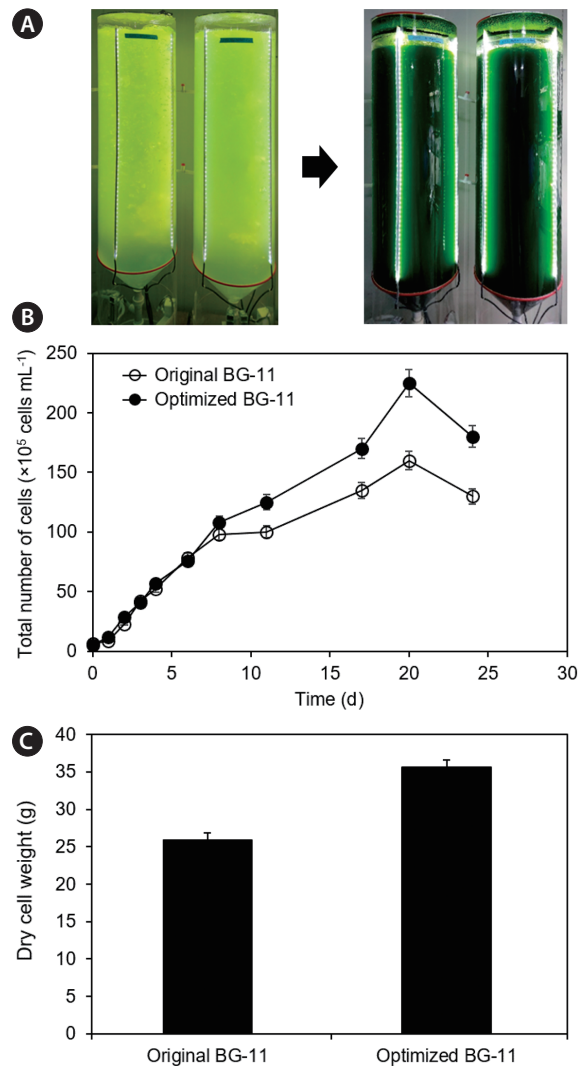 A
B
Total number of cells (×10⁵ cells mL⁻¹)
250
200
150
100
50
0
Original BG-11
Optimized BG-11
0 5 10 15 20 25 30
Time (d)
C
Dry cell weight (g)
40
35
30
25
20
15
10
5
0
Original BG-11 Optimized BG-11